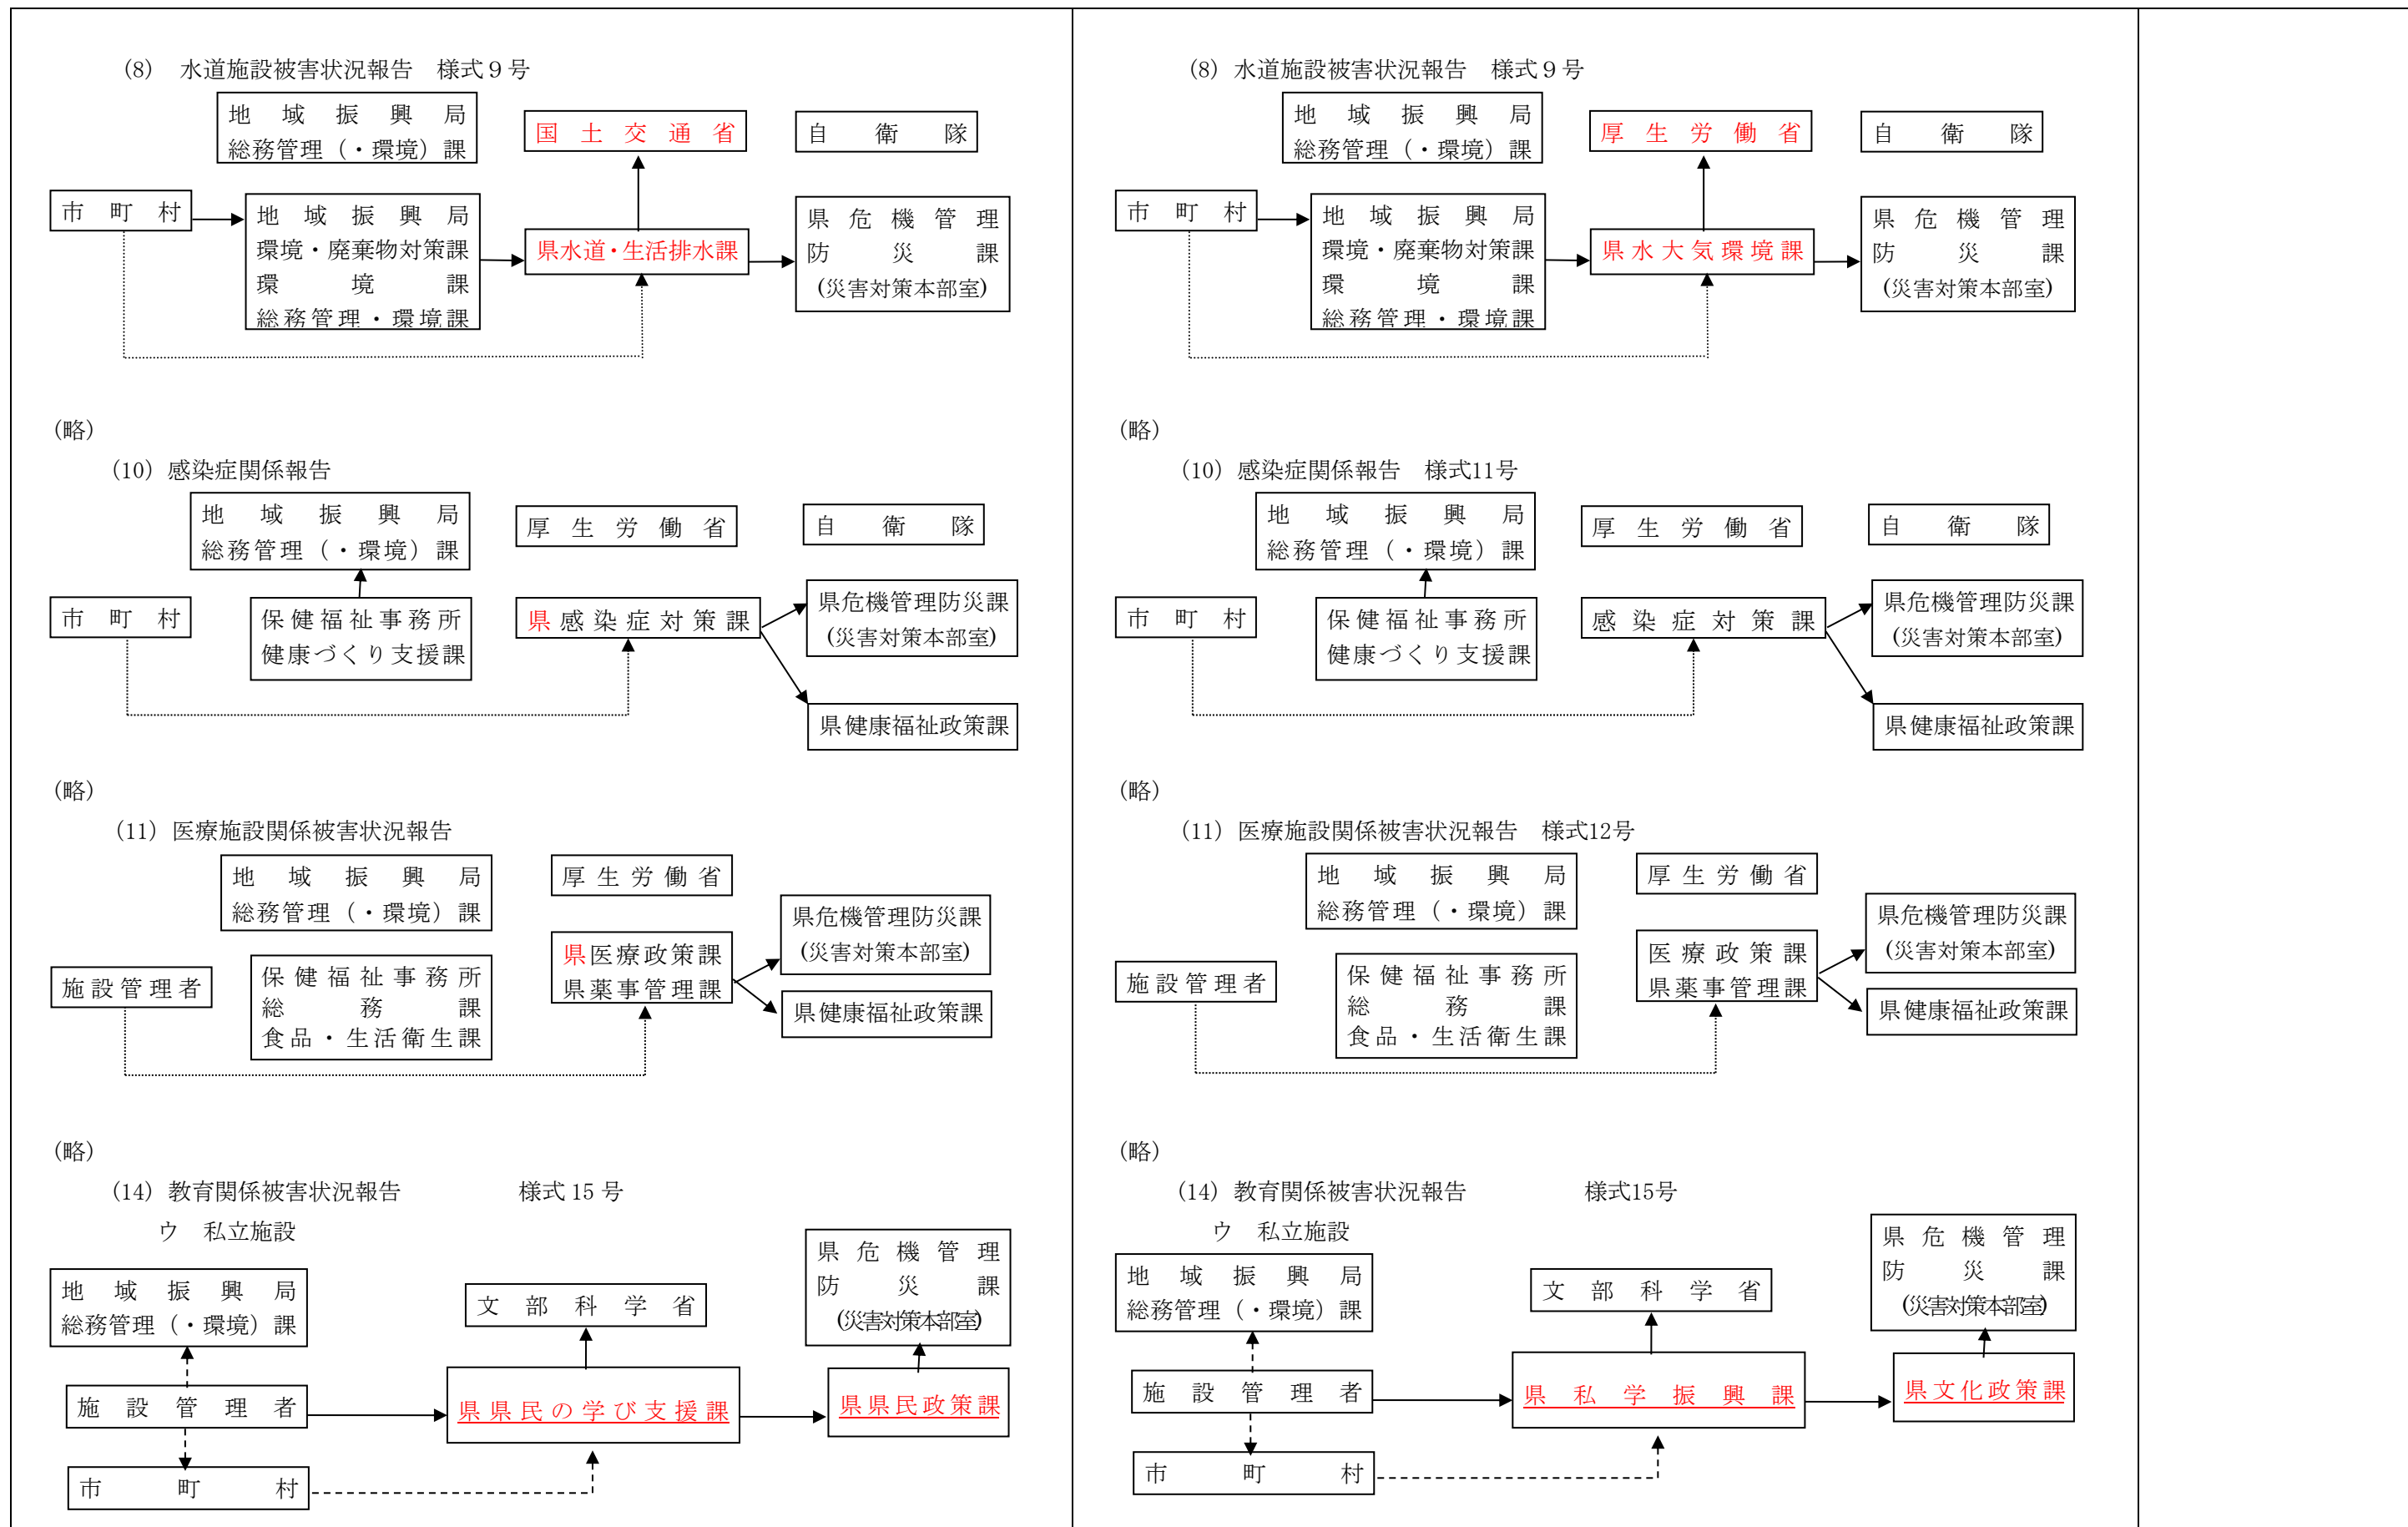 (8)　水道施設被害状況報告　様式９号
地域振興局
総務管理（・環境）課
国土交通省
自衛隊
市町村
地域振興局
環境・廃棄物対策課
環境課
総務管理・環境課
県水道・生活排水課
県危機管理
防災課
(災害対策本部室)
(略)
(10) 感染症関係報告
地域振興局
総務管理（・環境）課
厚生労働省
自衛隊
市町村
保健福祉事務所
健康づくり支援課
県感染症対策課
県危機管理防災課
(災害対策本部室)
県健康福祉政策課
(略)
(11) 医療施設関係被害状況報告
地域振興局
総務管理（・環境）課
厚生労働省
県危機管理防災課
(災害対策本部室)
施設管理者
保健福祉事務所
総務課
食品・生活衛生課
県医療政策課
県薬事管理課
県健康福祉政策課
(略)
(14) 教育関係被害状況報告　様式 15 号
ウ　私立施設
地域振興局
総務管理（・環境）課
文部科学省
県危機管理
防災課
(災害対策本部室)
施設管理者
県県民の学び支援課
県県民政策課
市町村
(8) 水道施設被害状況報告　様式９号
地域振興局
総務管理（・環境）課
厚生労働省
自衛隊
市町村
地域振興局
環境・廃棄物対策課
環境課
総務管理・環境課
県水大気環境課
県危機管理
防災課
(災害対策本部室)
(略)
(10) 感染症関係報告　様式11号
地域振興局
総務管理（・環境）課
厚生労働省
自衛隊
市町村
保健福祉事務所
健康づくり支援課
感染症対策課
県危機管理防災課
(災害対策本部室)
県健康福祉政策課
(略)
(11) 医療施設関係被害状況報告　様式12号
地域振興局
総務管理（・環境）課
厚生労働省
県危機管理防災課
(災害対策本部室)
施設管理者
保健福祉事務所
総務課
食品・生活衛生課
医療政策課
県薬事管理課
県健康福祉政策課
(略)
(14) 教育関係被害状況報告　様式15号
ウ　私立施設
地域振興局
総務管理（・環境）課
文部科学省
県危機管理
防災課
(災害対策本部室)
施設管理者
県私学振興課
県文化政策課
市町村